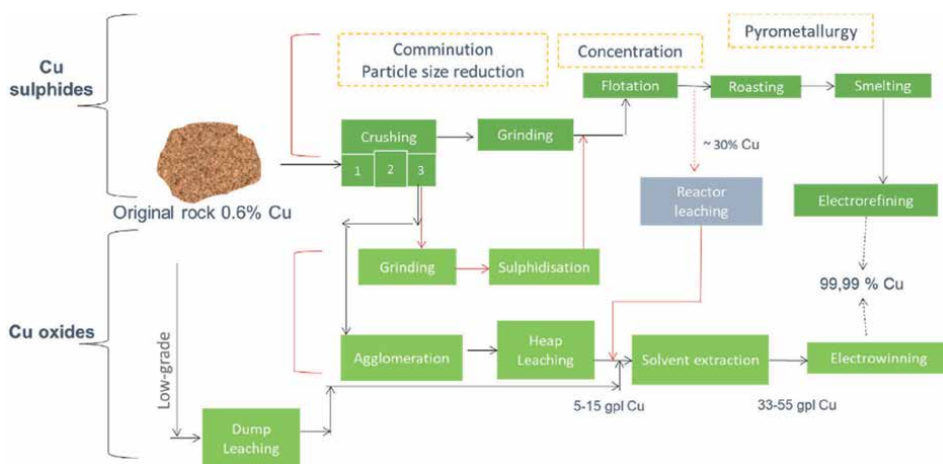 Cu
sulphides
Comminution
Particle size reduction
Concentration
Pyrometallurgy
Flotation
Roasting
Smelting
Crushing
1
2
3
Grinding
~ 30% Cu
Reactor
leaching
Original rock 0.6% Cu
Electrorefining
Grinding
Sulphidisation
99,99 % Cu
Cu oxides
Low-grade
Agglomeration
Heap
Leaching
Solvent extraction
Electrowinning
5-15 gpl Cu
33-55 gpl Cu
Dump
Leaching